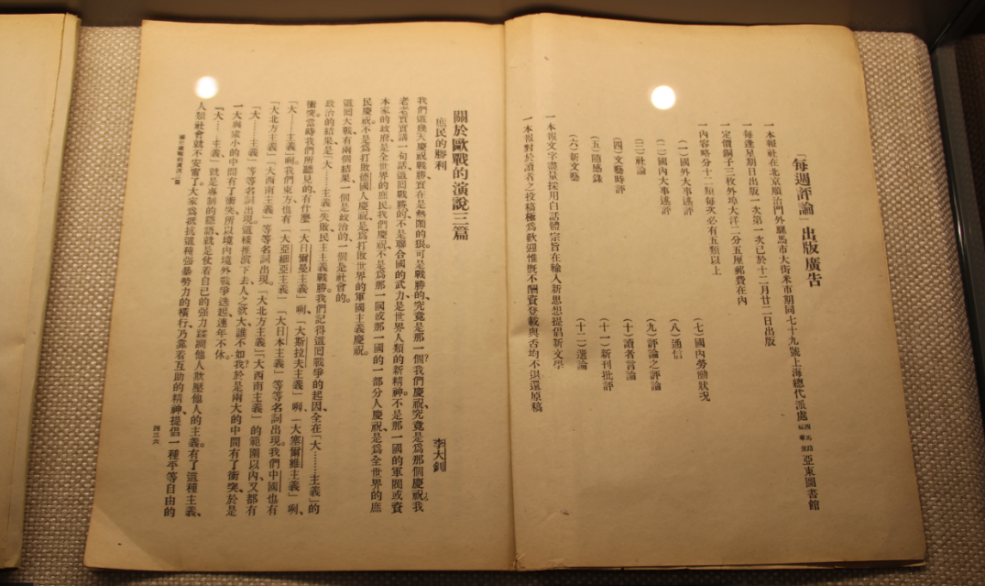 「每週評論」出版廣告
一本報社在北京順治門外騾馬市大街米市胡同七十九號上海總代派處 亞東圖書館
一每逢星期日出版一次第一次已於十二月廿二日出版
一定價銅子三枚外埠大洋二分五厘郵費在內
一內容略分十二類每次必有五類以上
(一)國外大事述評
(二)國內大事述評
(三)社論
(四)文藝時評
(五)隨感錄
(六)新文藝
(七)國內勞動狀況
(八)通信
(九)評論之評論
(十)讀者言論
(十一)新刊批評
(十二)選論
一本報文字盡量採用白話體宗旨在輸入新思想提倡新文學
一本報對於讀者之投稿極爲歡迎惟旣不酬資登載與否均不退還原稿
關於歐戰的演說三篇
庶民的勝利
李大釗
我們這幾天慶祝戰勝、實在是熱鬧的狠。可是戰勝的、究竟是那一個?我們慶祝、究竟是爲那個慶祝?我
老老實實講一句話、這回戰勝的、不是聯合國的武力、是世界人類的新精神。不是那一國的軍閥或資
本家的政府、是全世界的庶民。我們慶祝、不是爲那一國或那一國的一部分人慶祝、是爲全世界的庶
民慶祝。不是爲打敗德國人慶祝、是爲打敗世界的軍國主義慶祝。
這回大戰、有兩個結果:一個是政治的、一個是社會的。
政治的結果、是「大……主義」失敗、民主主義戰勝。我們記得這回戰爭的起因、全在「大……主義」的
衝突。當時我們所聽見的、有什麼「大日爾曼主義」咧、「大斯拉夫主義」咧、「大塞爾維主義」咧、
「大……主義」咧。我們東方、也有「大亞細亞主義」、「大日本主義」等等名詞出現。我們中國也有
「大北方主義」、「大西南主義」等等名詞出現。「大北方主義」、「大西南主義」的範圍以內、又都有
「大……主義」等等名詞出現。這樣推演下去、人之欲大、誰不如我?於是兩大的中間有了衝突、於是
一大與衆小的中間有了衝突、所以境內境外戰爭迭起、連年不休。
「大……主義」就是專制的隱語、就是仗着自己的强力蹂躪他人欺壓他人的主義。有了這種主義、
人類社會就不安甯了。大家爲抵抗這種强暴勢力的橫行、乃靠着互助的精神、提倡一種平等自由的
四三六